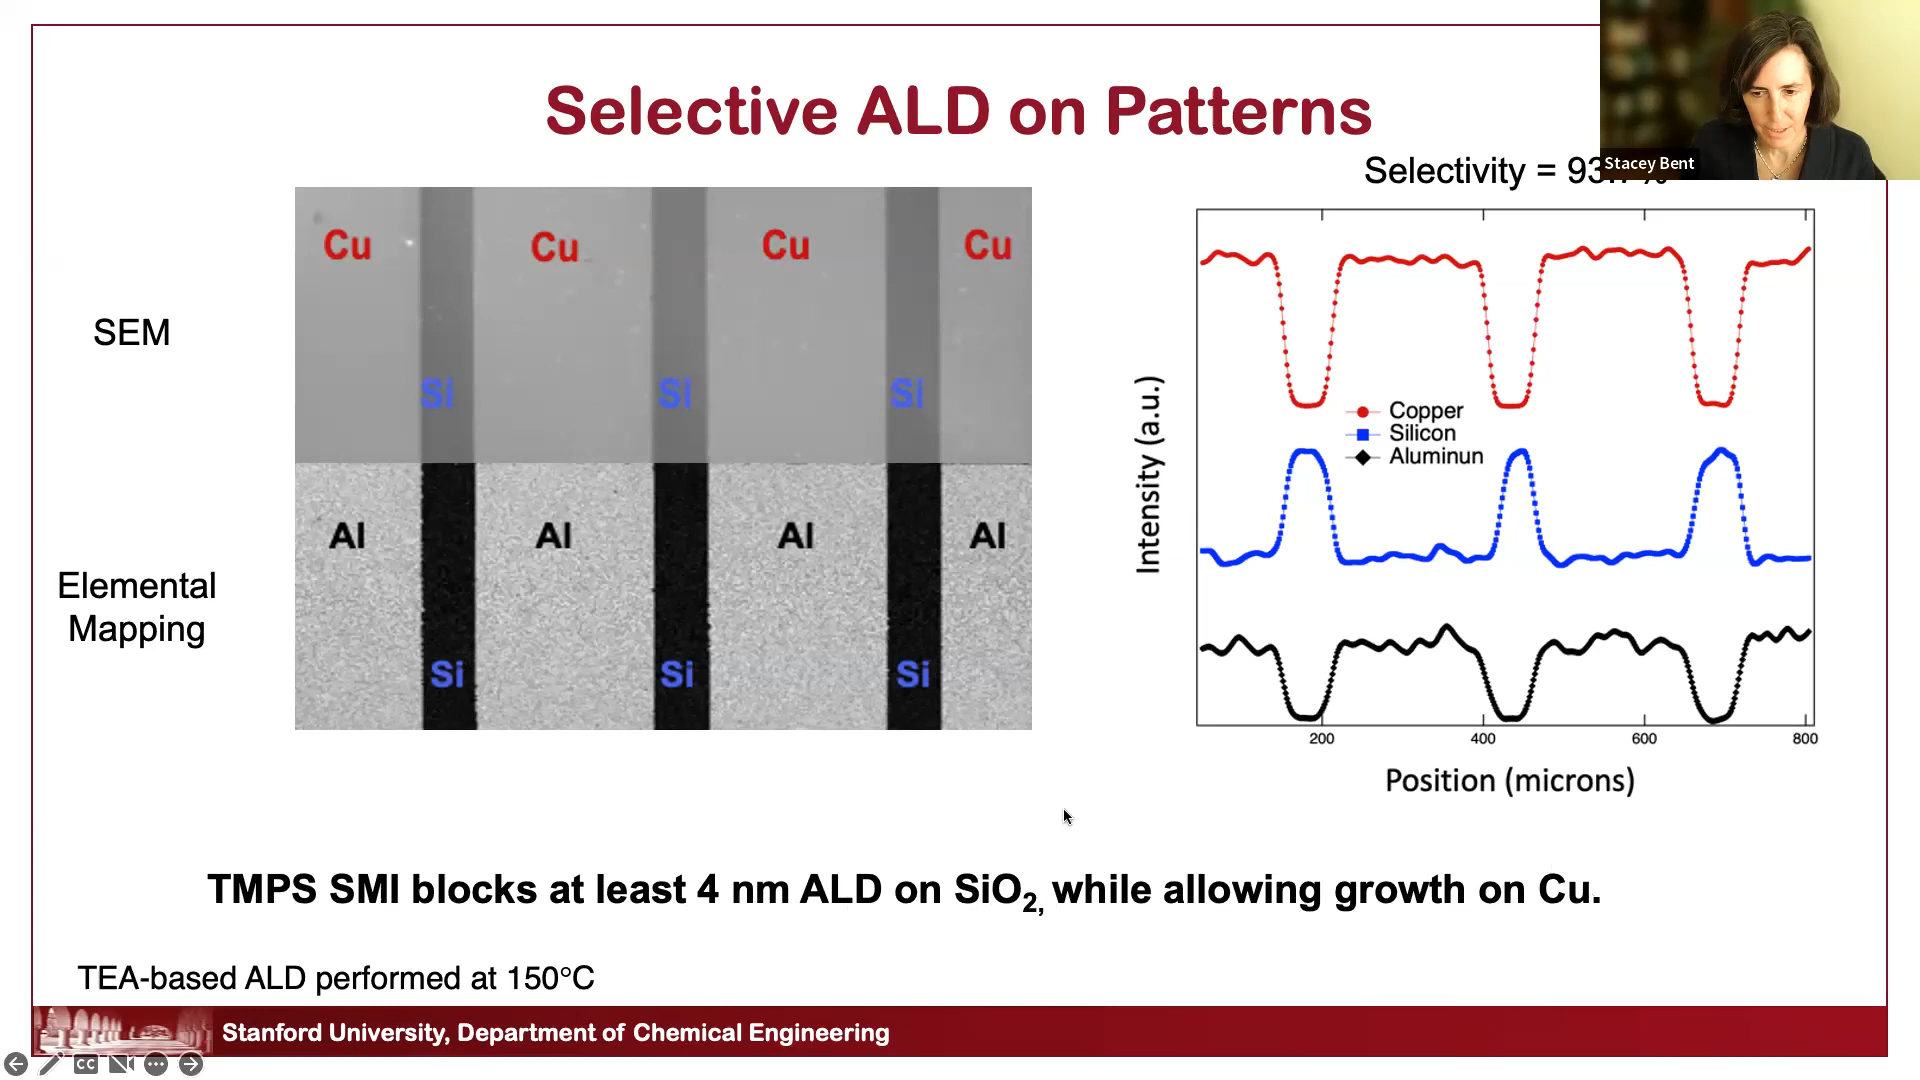 Selective ALD on Patterns
Stacey Bent
Selectivity =
Cu Cu Cu Cu
SEM
Si Si Si
Al Al Al Al
Elemental
Mapping
Si Si Si
Intensity (a.u.)
Copper
Silicon
Aluminun
200 400 600 800
Position (microns)
TMPS SMI blocks at least 4 nm ALD on SiO2, while allowing growth on Cu.
TEA-based ALD performed at 150°C
Stanford University, Department of Chemical Engineering
CC